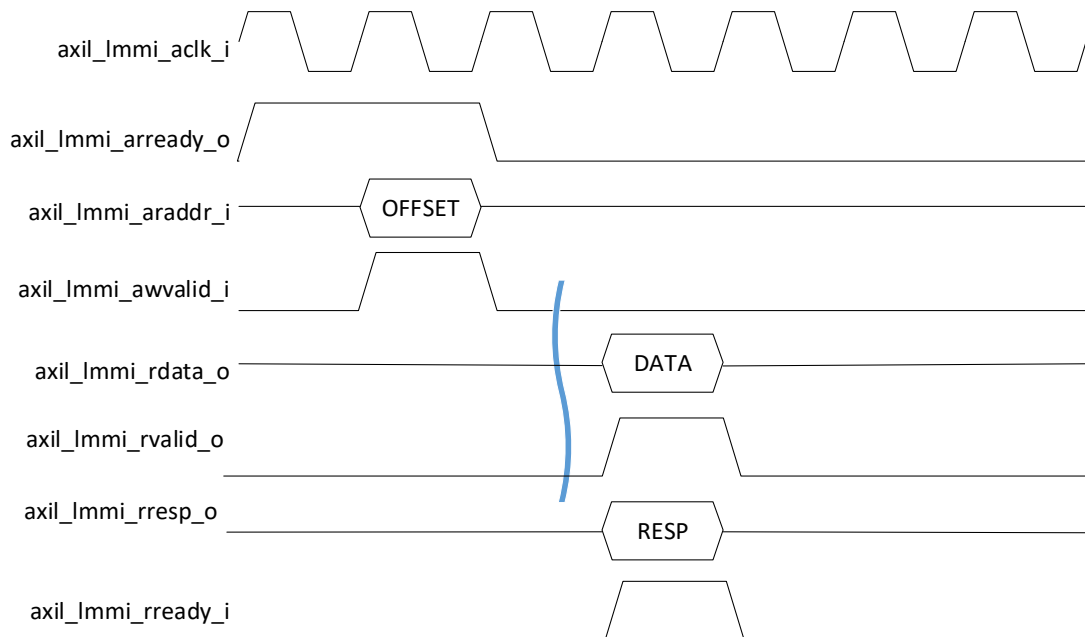 axil_lmmi_aclk_i
axil_lmmi_arready_o
axil_lmmi_araddr_i
OFFSET
axil_lmmi_awvalid_i
axil_lmmi_rdata_o
DATA
axil_lmmi_rvalid_o
axil_lmmi_rresp_o
RESP
axil_lmmi_rready_i